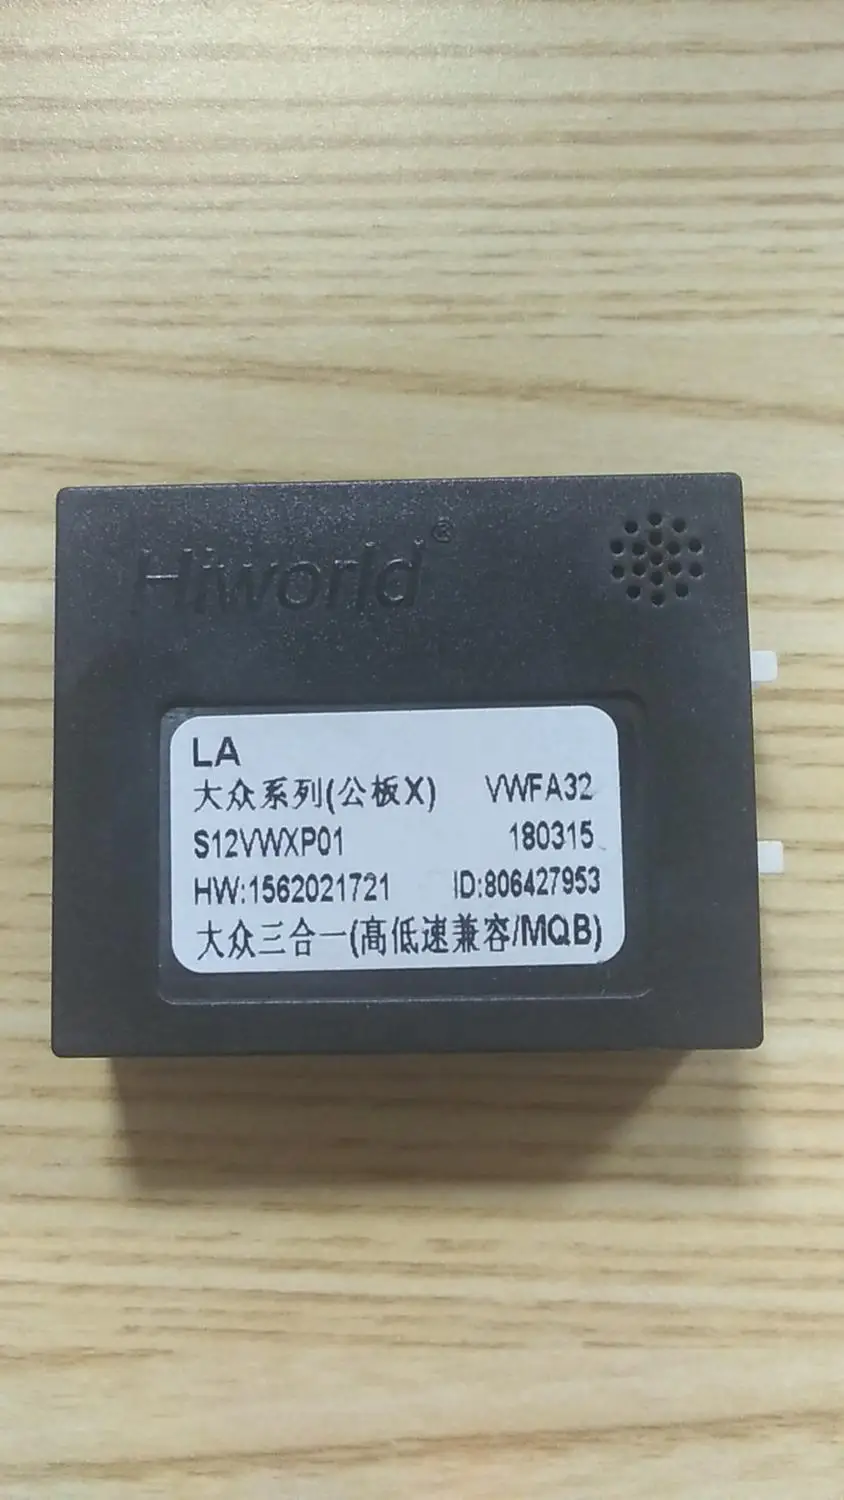 Hiworld®
LA
大众系列(公板X) VWFA32
S12VWXP01 180315
HW:1562021721 ID:806427953
大众三合一(高低速兼容/MQB)